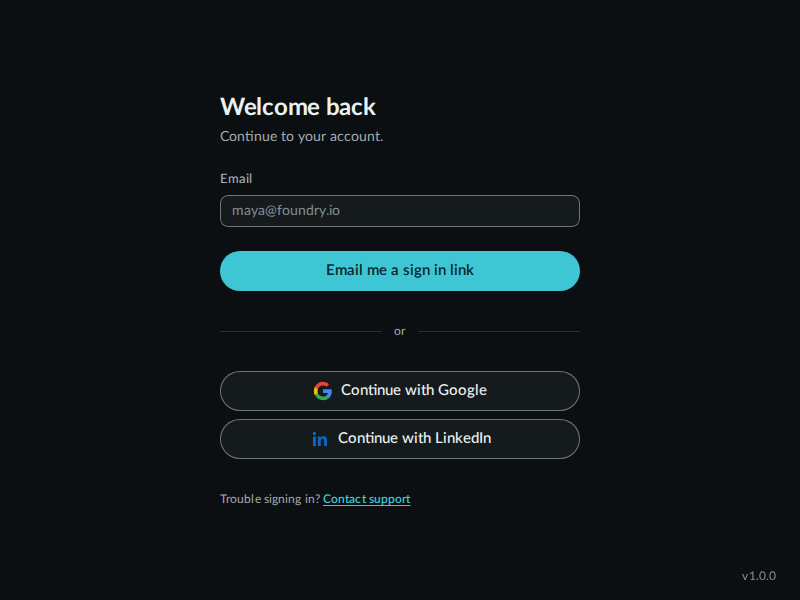 Welcome back
Continue to your account.
Email
maya@foundry.io
Email me a sign in link
or
Continue with Google
Continue with LinkedIn
Trouble signing in? Contact support
v1.0.0